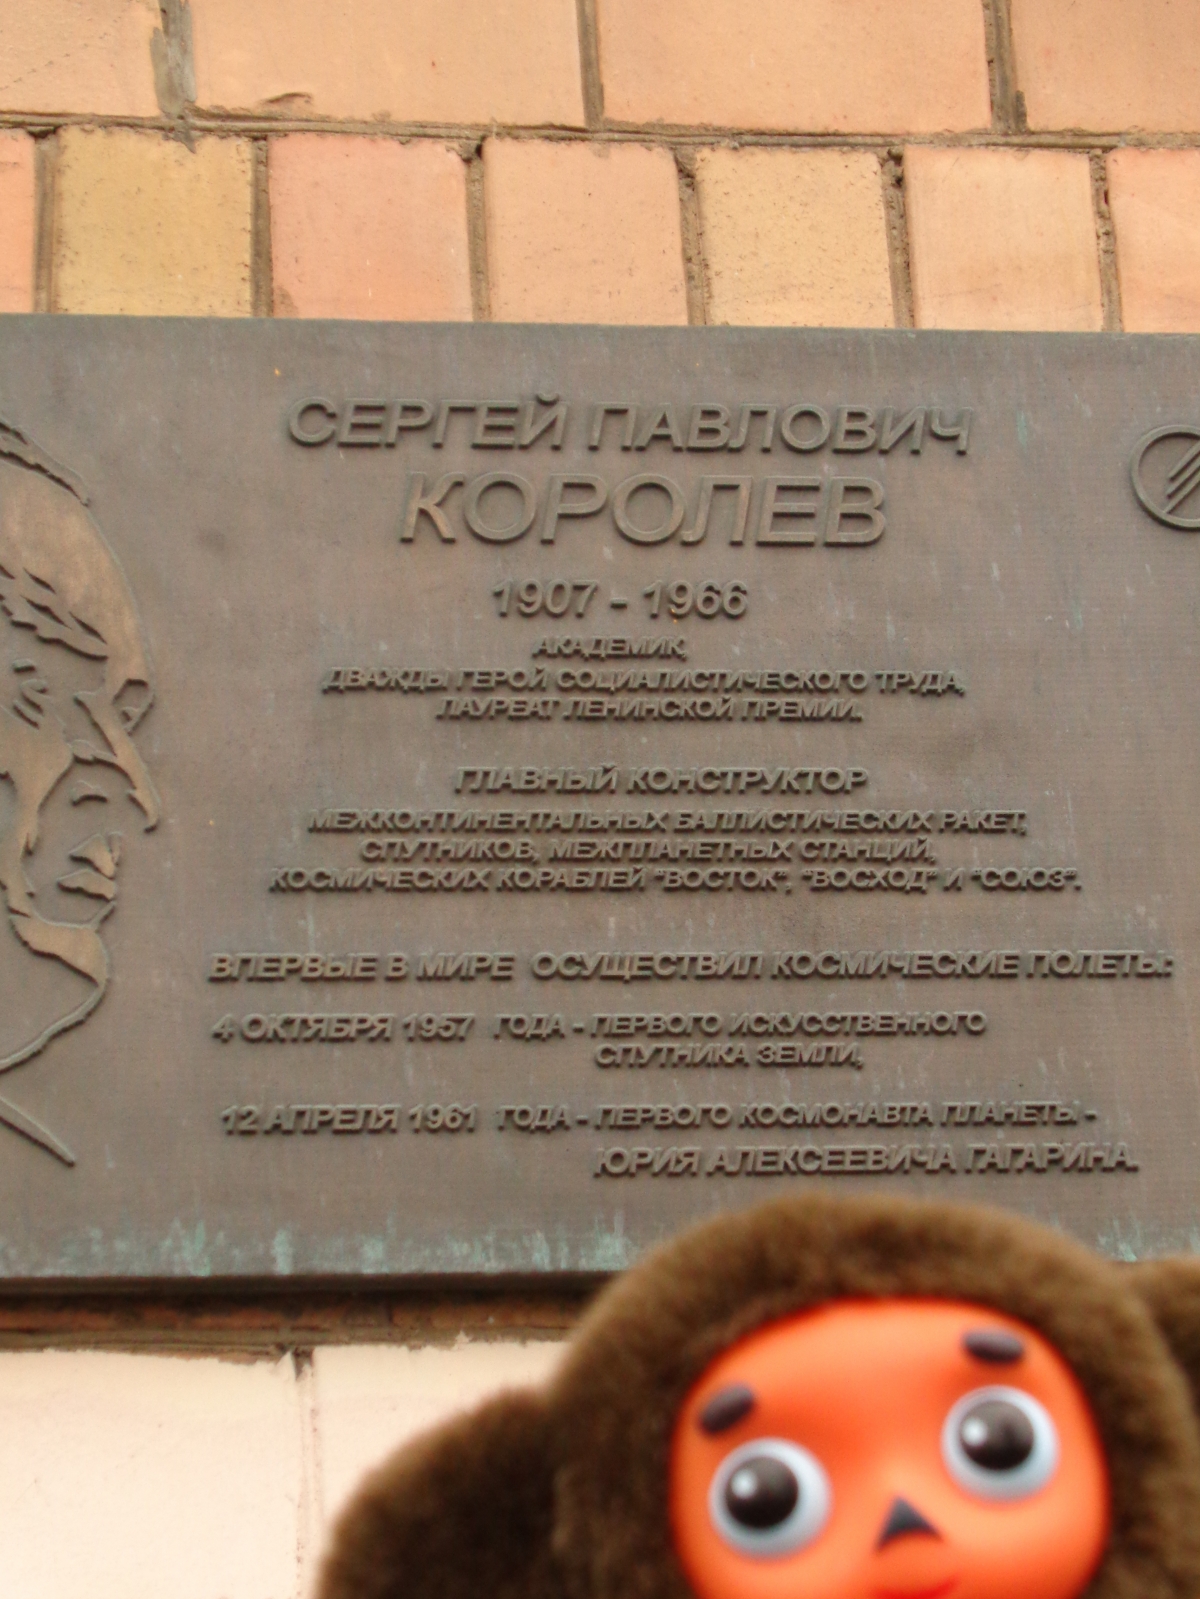 СЕРГЕЙ ПАВЛОВИЧ
КОРОЛЕВ
1907 - 1966
АКАДЕМИК,
ДВАЖДЫ ГЕРОЙ СОЦИАЛИСТИЧЕСКОГО ТРУДА,
ЛАУРЕАТ ЛЕНИНСКОЙ ПРЕМИИ.
ГЛАВНЫЙ КОНСТРУКТОР
МЕЖКОНТИНЕНТАЛЬНЫХ БАЛЛИСТИЧЕСКИХ РАКЕТ,
СПУТНИКОВ, МЕЖПЛАНЕТНЫХ СТАНЦИЙ,
КОСМИЧЕСКИХ КОРАБЛЕЙ "ВОСТОК", "ВОСХОД" И "СОЮЗ".
ВПЕРВЫЕ В МИРЕ ОСУЩЕСТВИЛ КОСМИЧЕСКИЕ ПОЛЕТЫ:
4 ОКТЯБРЯ 1957 ГОДА - ПЕРВОГО ИСКУССТВЕННОГО
СПУТНИКА ЗЕМЛИ,
12 АПРЕЛЯ 1961 ГОДА - ПЕРВОГО КОСМОНАВТА ПЛАНЕТЫ -
ЮРИЯ АЛЕКСЕЕВИЧА ГАГАРИНА.